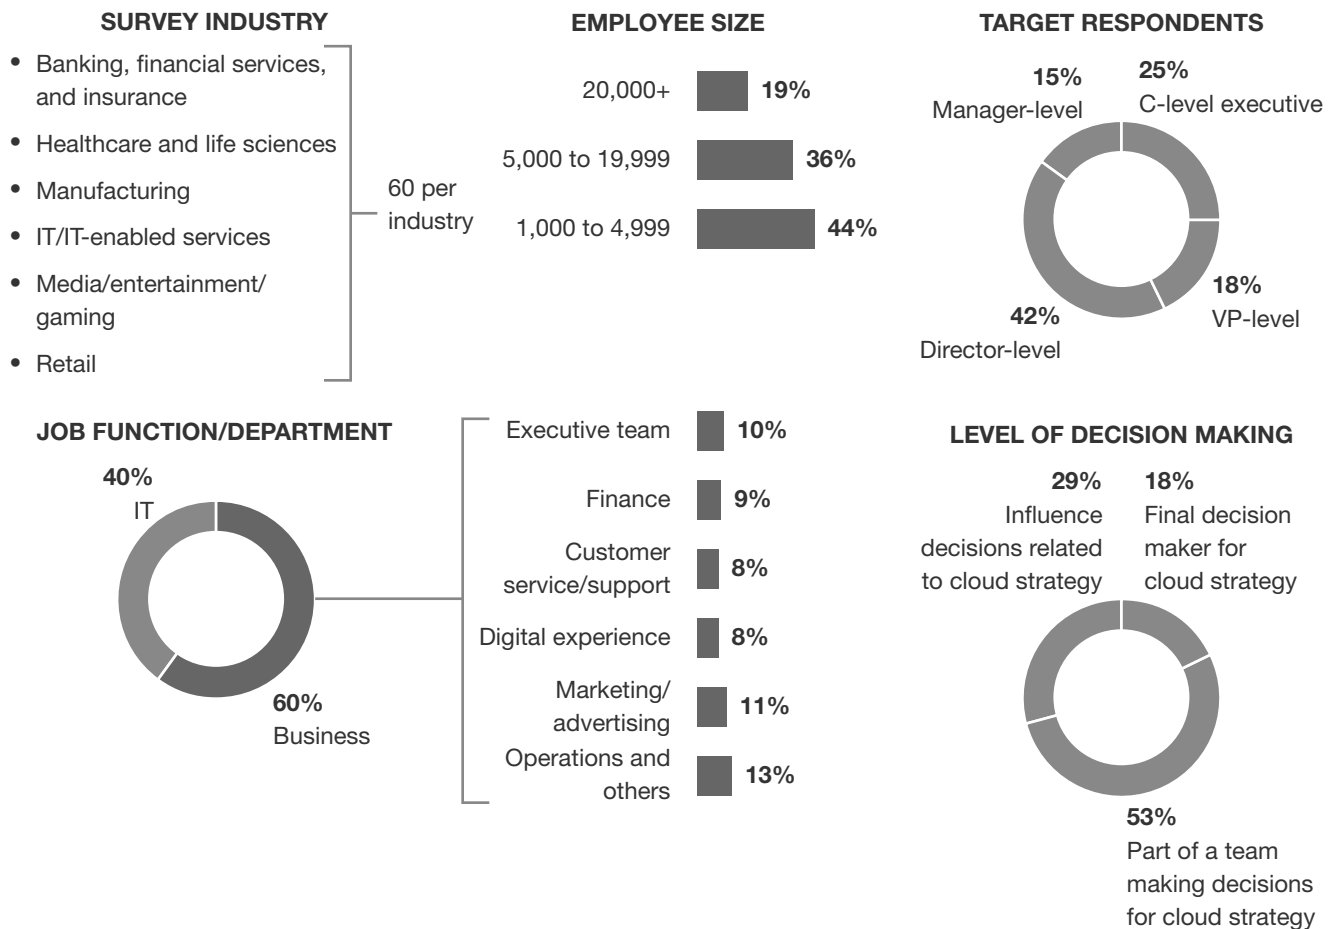 SURVEY INDUSTRY
• Banking, financial services,
and insurance
• Healthcare and life sciences
• Manufacturing
• IT/IT-enabled services
• Media/entertainment/
gaming
• Retail
60 per
industry
EMPLOYEE SIZE
20,000+ 19%
5,000 to 19,999 36%
1,000 to 4,999 44%
TARGET RESPONDENTS
15%
Manager-level
25%
C-level executive
18%
VP-level
42%
Director-level
JOB FUNCTION/DEPARTMENT
40%
IT
60%
Business
Executive team 10%
Finance 9%
Customer
service/support 8%
Digital experience 8%
Marketing/
advertising 11%
Operations and
others 13%
LEVEL OF DECISION MAKING
29%
Influence
decisions related
to cloud strategy
18%
Final decision
maker for
cloud strategy
53%
Part of a team
making decisions
for cloud strategy